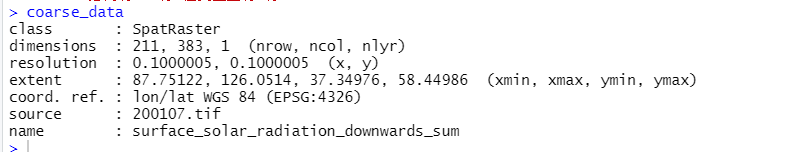 > coarse_data
class       : SpatRaster
dimensions  : 211, 383, 1  (nrow, ncol, nlyr)
resolution  : 0.1000005, 0.1000005  (x, y)
extent      : 87.75122, 126.0514, 37.34976, 58.44986  (xmin, xmax, ymin, ymax)
coord. ref. : lon/lat WGS 84 (EPSG:4326)
source      : 200107.tif
name        : surface_solar_radiation_downwards_sum
>